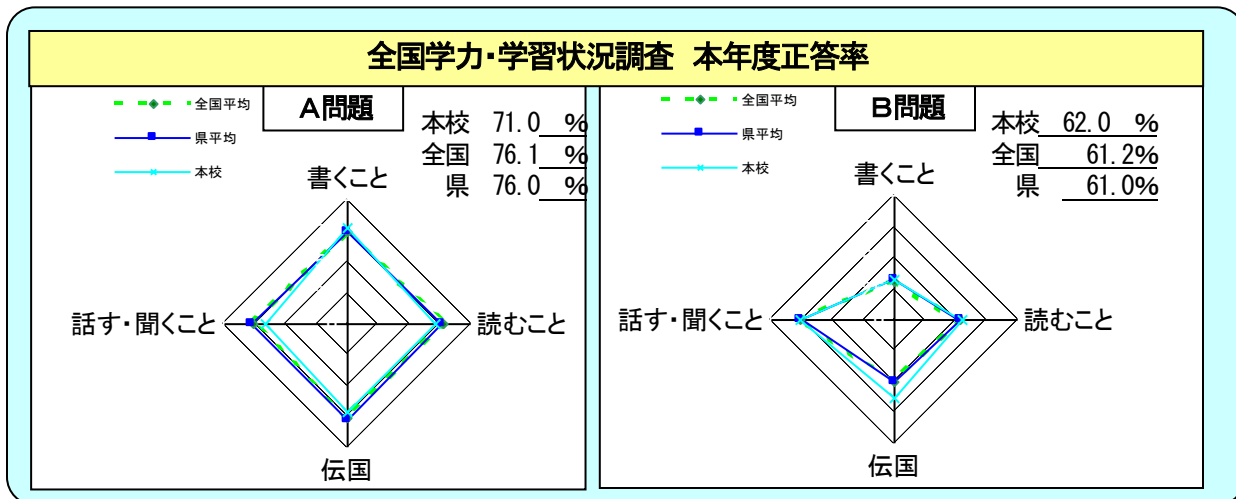 全国学力・学習状況調査 本年度正答率
全国平均
県平均
本校
A問題
本校 71.0 %
全国 76.1 %
県 76.0 %
書くこと
話す・聞くこと
読むこと
伝国
全国平均
県平均
本校
B問題
本校 62.0 %
全国 61.2%
県 61.0%
書くこと
話す・聞くこと
読むこと
伝国